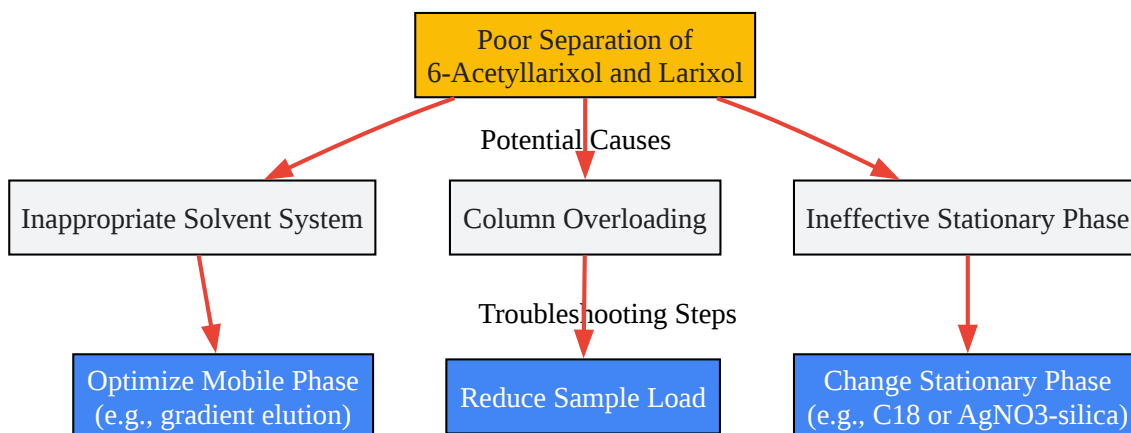 Poor Separation of
6-Acetyllarixol and Larixol
Potential Causes
Inappropriate Solvent System
Column Overloading
Ineffective Stationary Phase
Troubleshooting Steps
Optimize Mobile Phase
(e.g., gradient elution)
Reduce Sample Load
Change Stationary Phase
(e.g., C18 or AgNO3-silica)